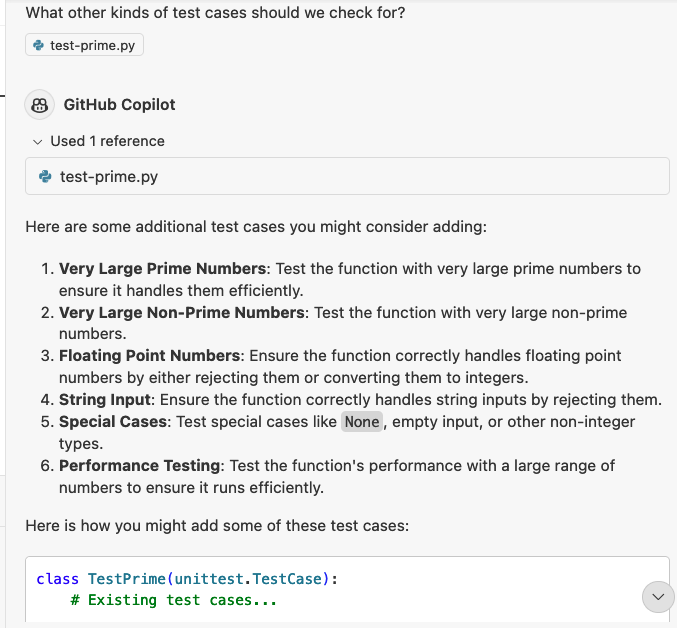 What other kinds of test cases should we check for?
test-prime.py
GitHub Copilot
Used 1 reference
test-prime.py
Here are some additional test cases you might consider adding:
1. Very Large Prime Numbers: Test the function with very large prime numbers to
ensure it handles them efficiently.
2. Very Large Non-Prime Numbers: Test the function with very large non-prime
numbers.
3. Floating Point Numbers: Ensure the function correctly handles floating point
numbers by either rejecting them or converting them to integers.
4. String Input: Ensure the function correctly handles string inputs by rejecting them.
5. Special Cases: Test special cases like None, empty input, or other non-integer
types.
6. Performance Testing: Test the function's performance with a large range of
numbers to ensure it runs efficiently.
Here is how you might add some of these test cases:
class TestPrime(unittest.TestCase):
# Existing test cases...